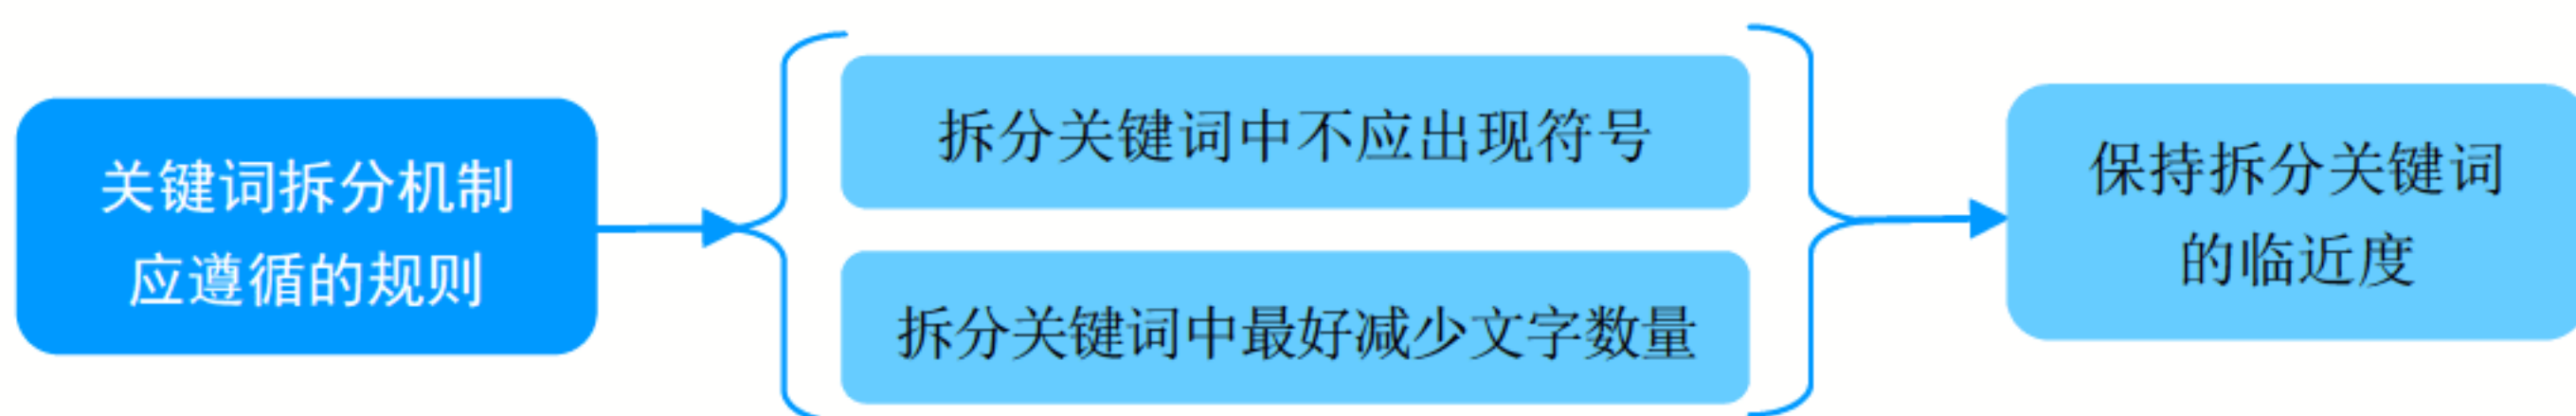 关键词拆分机制
应遵循的规则
拆分关键词中不应出现符号
拆分关键词中最好减少文字数量
保持拆分关键词
的临近度